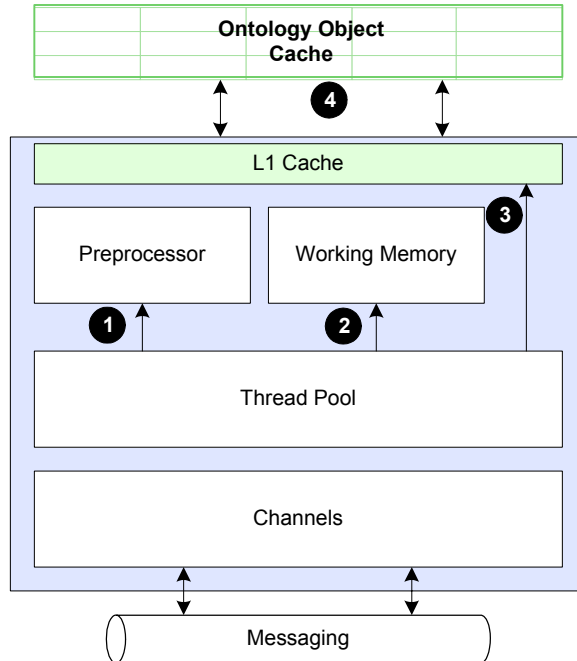 Ontology Object
Cache
4
L1 Cache
3
Preprocessor
Working Memory
1
2
Thread Pool
Channels
Messaging